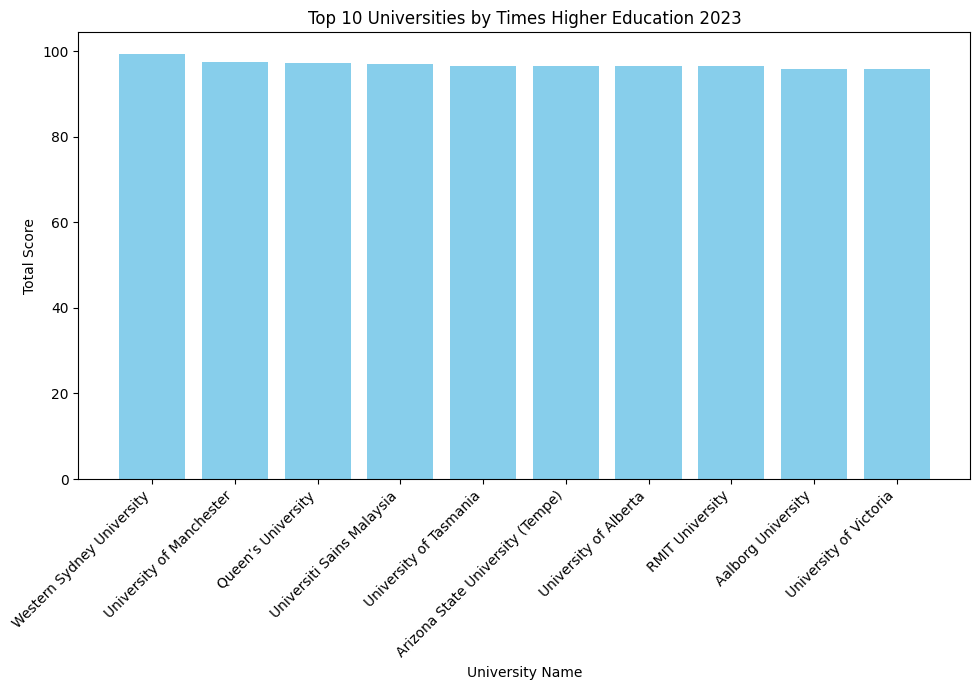 Top 10 Universities by Times Higher Education 2023
100
80
60
40
20
0
Total Score
Western Sydney University
University of Manchester
Queen’s University
Universiti Sains Malaysia
University of Tasmania
Arizona State University (Tempe)
University of Alberta
RMIT University
Aalborg University
University of Victoria
University Name